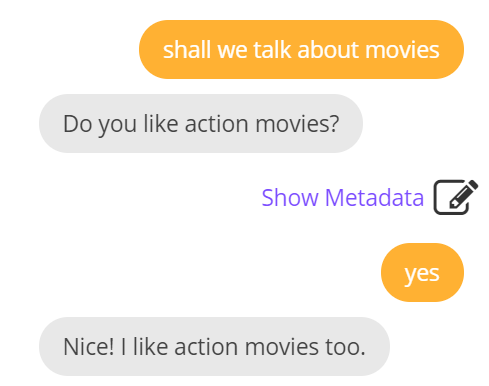 shall we talk about movies
Do you like action movies?
Show Metadata
yes
Nice! I like action movies too.